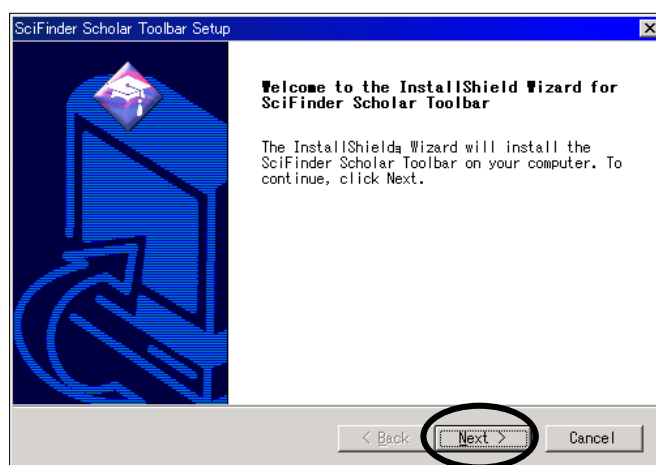 SciFinder Scholar Toolbar Setup
Welcome to the InstallShield Wizard for
SciFinder Scholar Toolbar
The InstallShield Wizard will install the
SciFinder Scholar Toolbar on your computer. To
continue, click Next.
< Back Next > Cancel